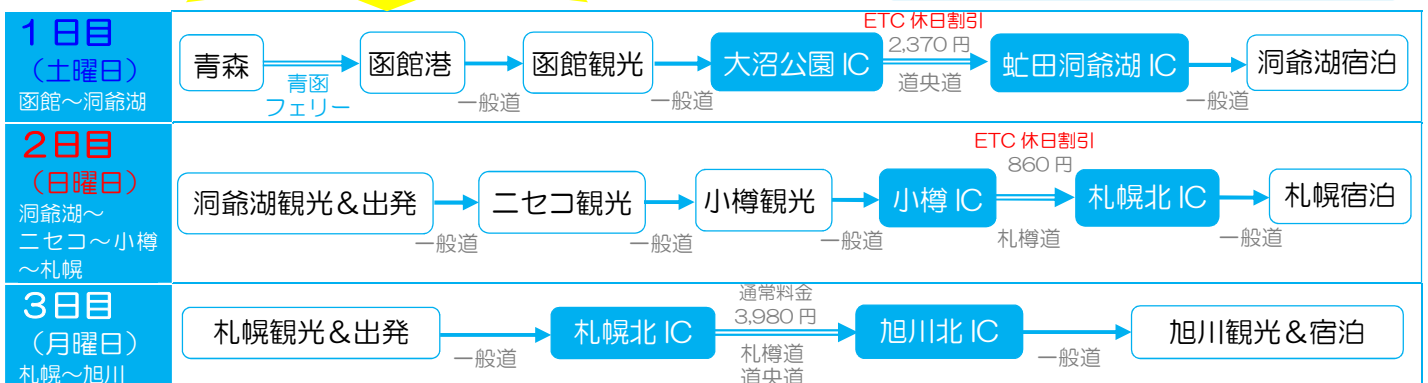 1日目
（土曜日）
函館～洞爺湖
青森
青函
フェリー
函館港
一般道
函館観光
一般道
大沼公園 IC
ETC 休日割引
2,370 円
道央道
虻田洞爺湖 IC
一般道
洞爺湖宿泊
2日目
（日曜日）
洞爺湖～
ニセコ～小樽
～札幌
洞爺湖観光＆出発
一般道
ニセコ観光
一般道
小樽観光
一般道
小樽 IC
ETC 休日割引
860 円
札樽道
札幌北 IC
一般道
札幌宿泊
3日目
（月曜日）
札幌～旭川
札幌観光＆出発
一般道
札幌北 IC
通常料金
3,980 円
札樽道
道央道
旭川北 IC
一般道
旭川観光＆宿泊